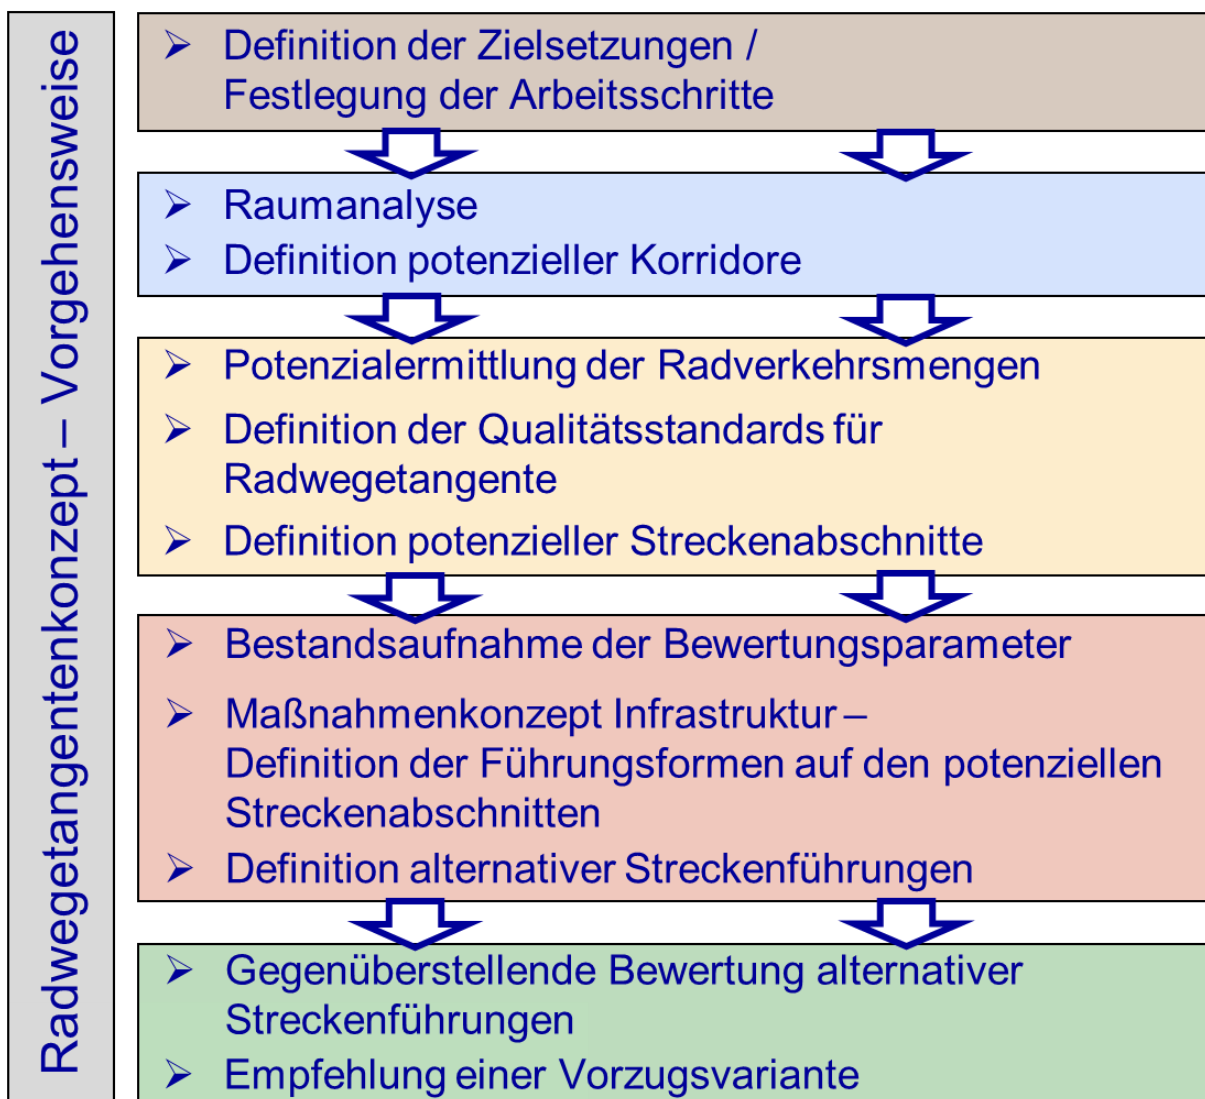 Radwegetangentenkonzept – Vorgehensweise
➢ Definition der Zielsetzungen /
Festlegung der Arbeitsschritte
➢ Raumanalyse
➢ Definition potenzieller Korridore
➢ Potenzialermittlung der Radverkehrsmengen
➢ Definition der Qualitätsstandards für
Radwegetangente
➢ Definition potenzieller Streckenabschnitte
➢ Bestandsaufnahme der Bewertungsparameter
➢ Maßnahmenkonzept Infrastruktur –
Definition der Führungsformen auf den potenziellen
Streckenabschnitten
➢ Definition alternativer Streckenführungen
➢ Gegenüberstellende Bewertung alternativer
Streckenführungen
➢ Empfehlung einer Vorzugsvariante